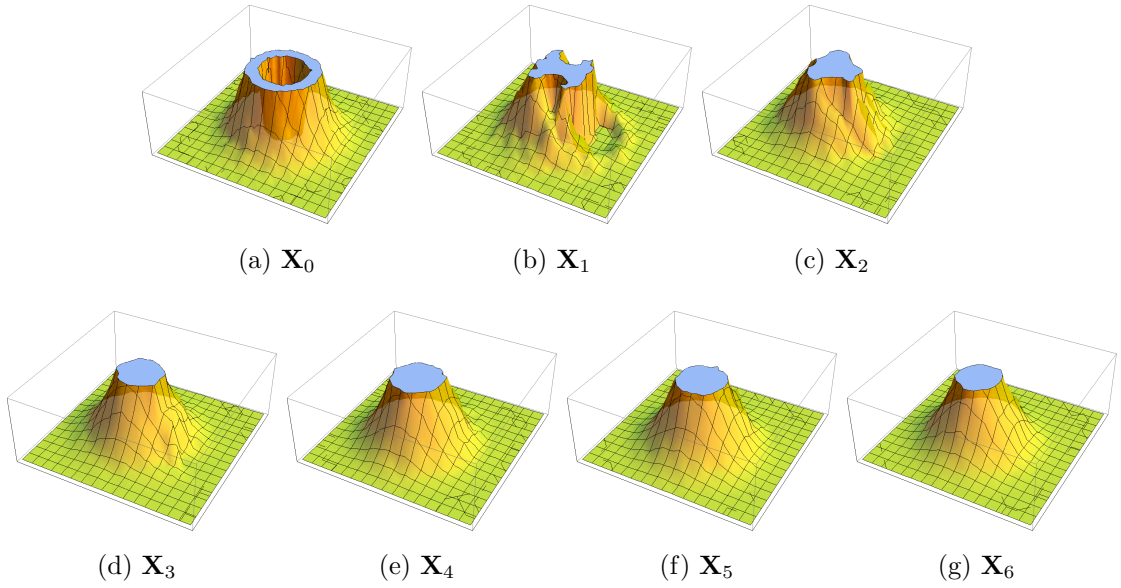 (a) X₀
(b) X₁
(c) X₂
(d) X₃
(e) X₄
(f) X₅
(g) X₆